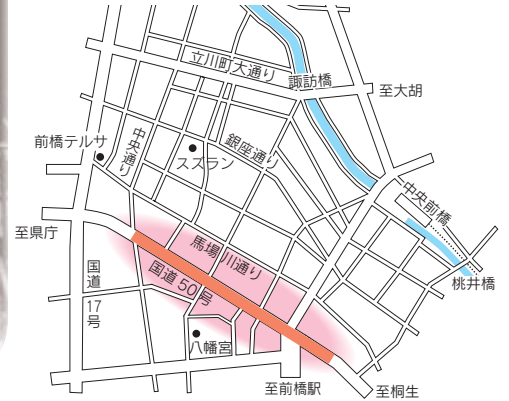 立川町大通り
諏訪橋
至大胡
前橋テルサ
中央通り
スズラン
銀座通り
中央前橋
至県庁
馬場川通り
国道50号
桃井橋
国道17号
八幡宮
至前橋駅
至桐生